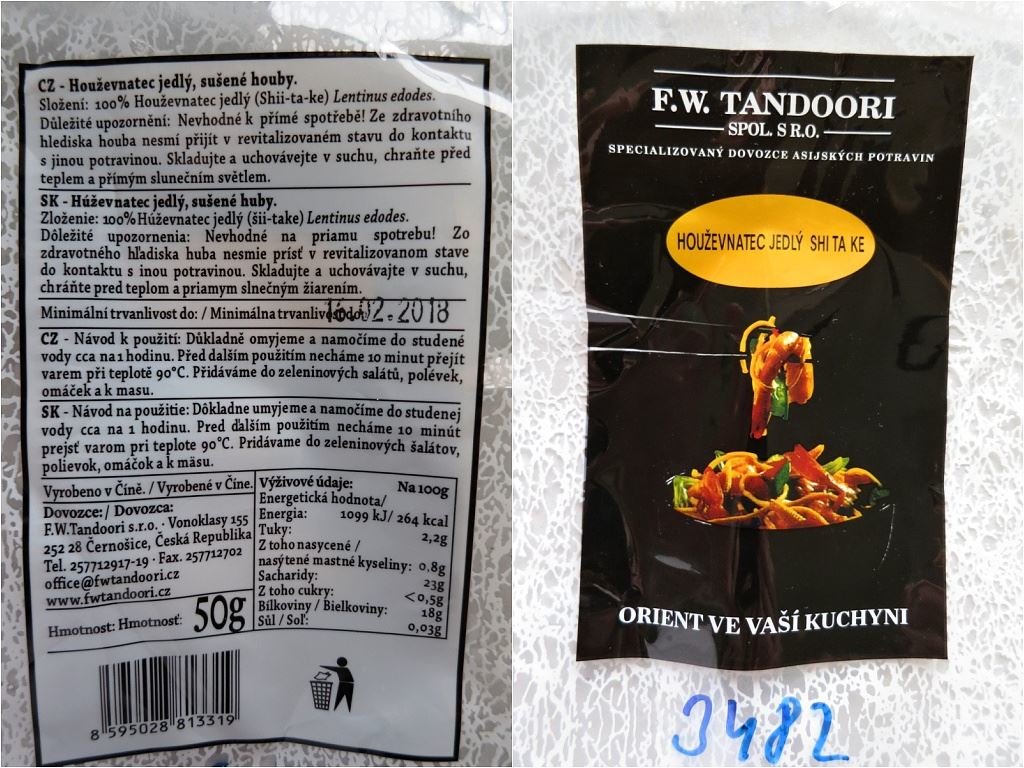 CZ - Houževnatec jedlý, sušené houby.
Složení: 100% Houževnatec jedlý (Shii-ta-ke) Lentinus edodes.
Důležité upozornění: Nevhodné k přímé spotřebě! Ze zdravotního
hlediska houba nesmí přijít v revitalizovaném stavu do kontaktu
s jinou potravinou. Skladujte a uchovávejte v suchu, chraňte před
teplem a přímým slunečním světlem.
SK - Húževnatec jedlý, sušené huby.
Zloženie: 100% Húževnatec jedlý (šii-take) Lentinus edodes.
Dôležité upozornenia: Nevhodné na priamu spotrebu! Zo
zdravotného hľadiska huba nesmie prísť v revitalizovanom stave
do kontaktu s inou potravinou. Skladujte a uchovávajte v suchu,
chráňte pred teplom a priamym slnečným žiarením.
Minimální trvanlivost do: / Minimálna trvanlivosť do: 16.02.2018
CZ - Návod k použití: Důkladně omyjeme a namočíme do studené
vody cca na 1 hodinu. Před dalším použitím necháme 10 minut přejít
varem při teplotě 90°C. Přidáváme do zeleninových salátů, polévek,
omáček a k masu.
SK - Návod na použitie: Dôkladne umyjeme a namočíme do studenej
vody cca na 1 hodinu. Pred ďalším použitím necháme 10 minút
prejsť varom pri teplote 90°C. Pridávame do zeleninových šalátov,
polievok, omáčok a k mäsu.
Vyrobeno v Číně. / Vyrobené v Číne.
Dovozce: / Dovozca:
F.W.Tandoori s.r.o. · Vonoklasy 155
252 28 Černošice, Česká Republika
Tel. 257712917-19 · Fax. 257712702
office@fwtandoori.cz
www.fwtandoori.cz
Hmotnost: Hmotnosť: 50g
Výživové údaje: Na 100g
Energetická hodnota/
Energia: 1099 kJ/ 264 kcal
Tuky: 2,2g
Z toho nasycené /
nasýtené mastné kyseliny: 0,8g
Sacharidy: 23g
Z toho cukry: <0,5g
Bílkoviny / Bielkoviny: 18g
Sůl / Soľ: 0,03g
8 595028 813319
F.W. TANDOORI
SPOL. S R.O.
SPECIALIZOVANÝ DOVOZCE ASIJSKÝCH POTRAVIN
HOUŽEVNATEC JEDLÝ SHI TA KE
ORIENT VE VAŠÍ KUCHYNI
3482